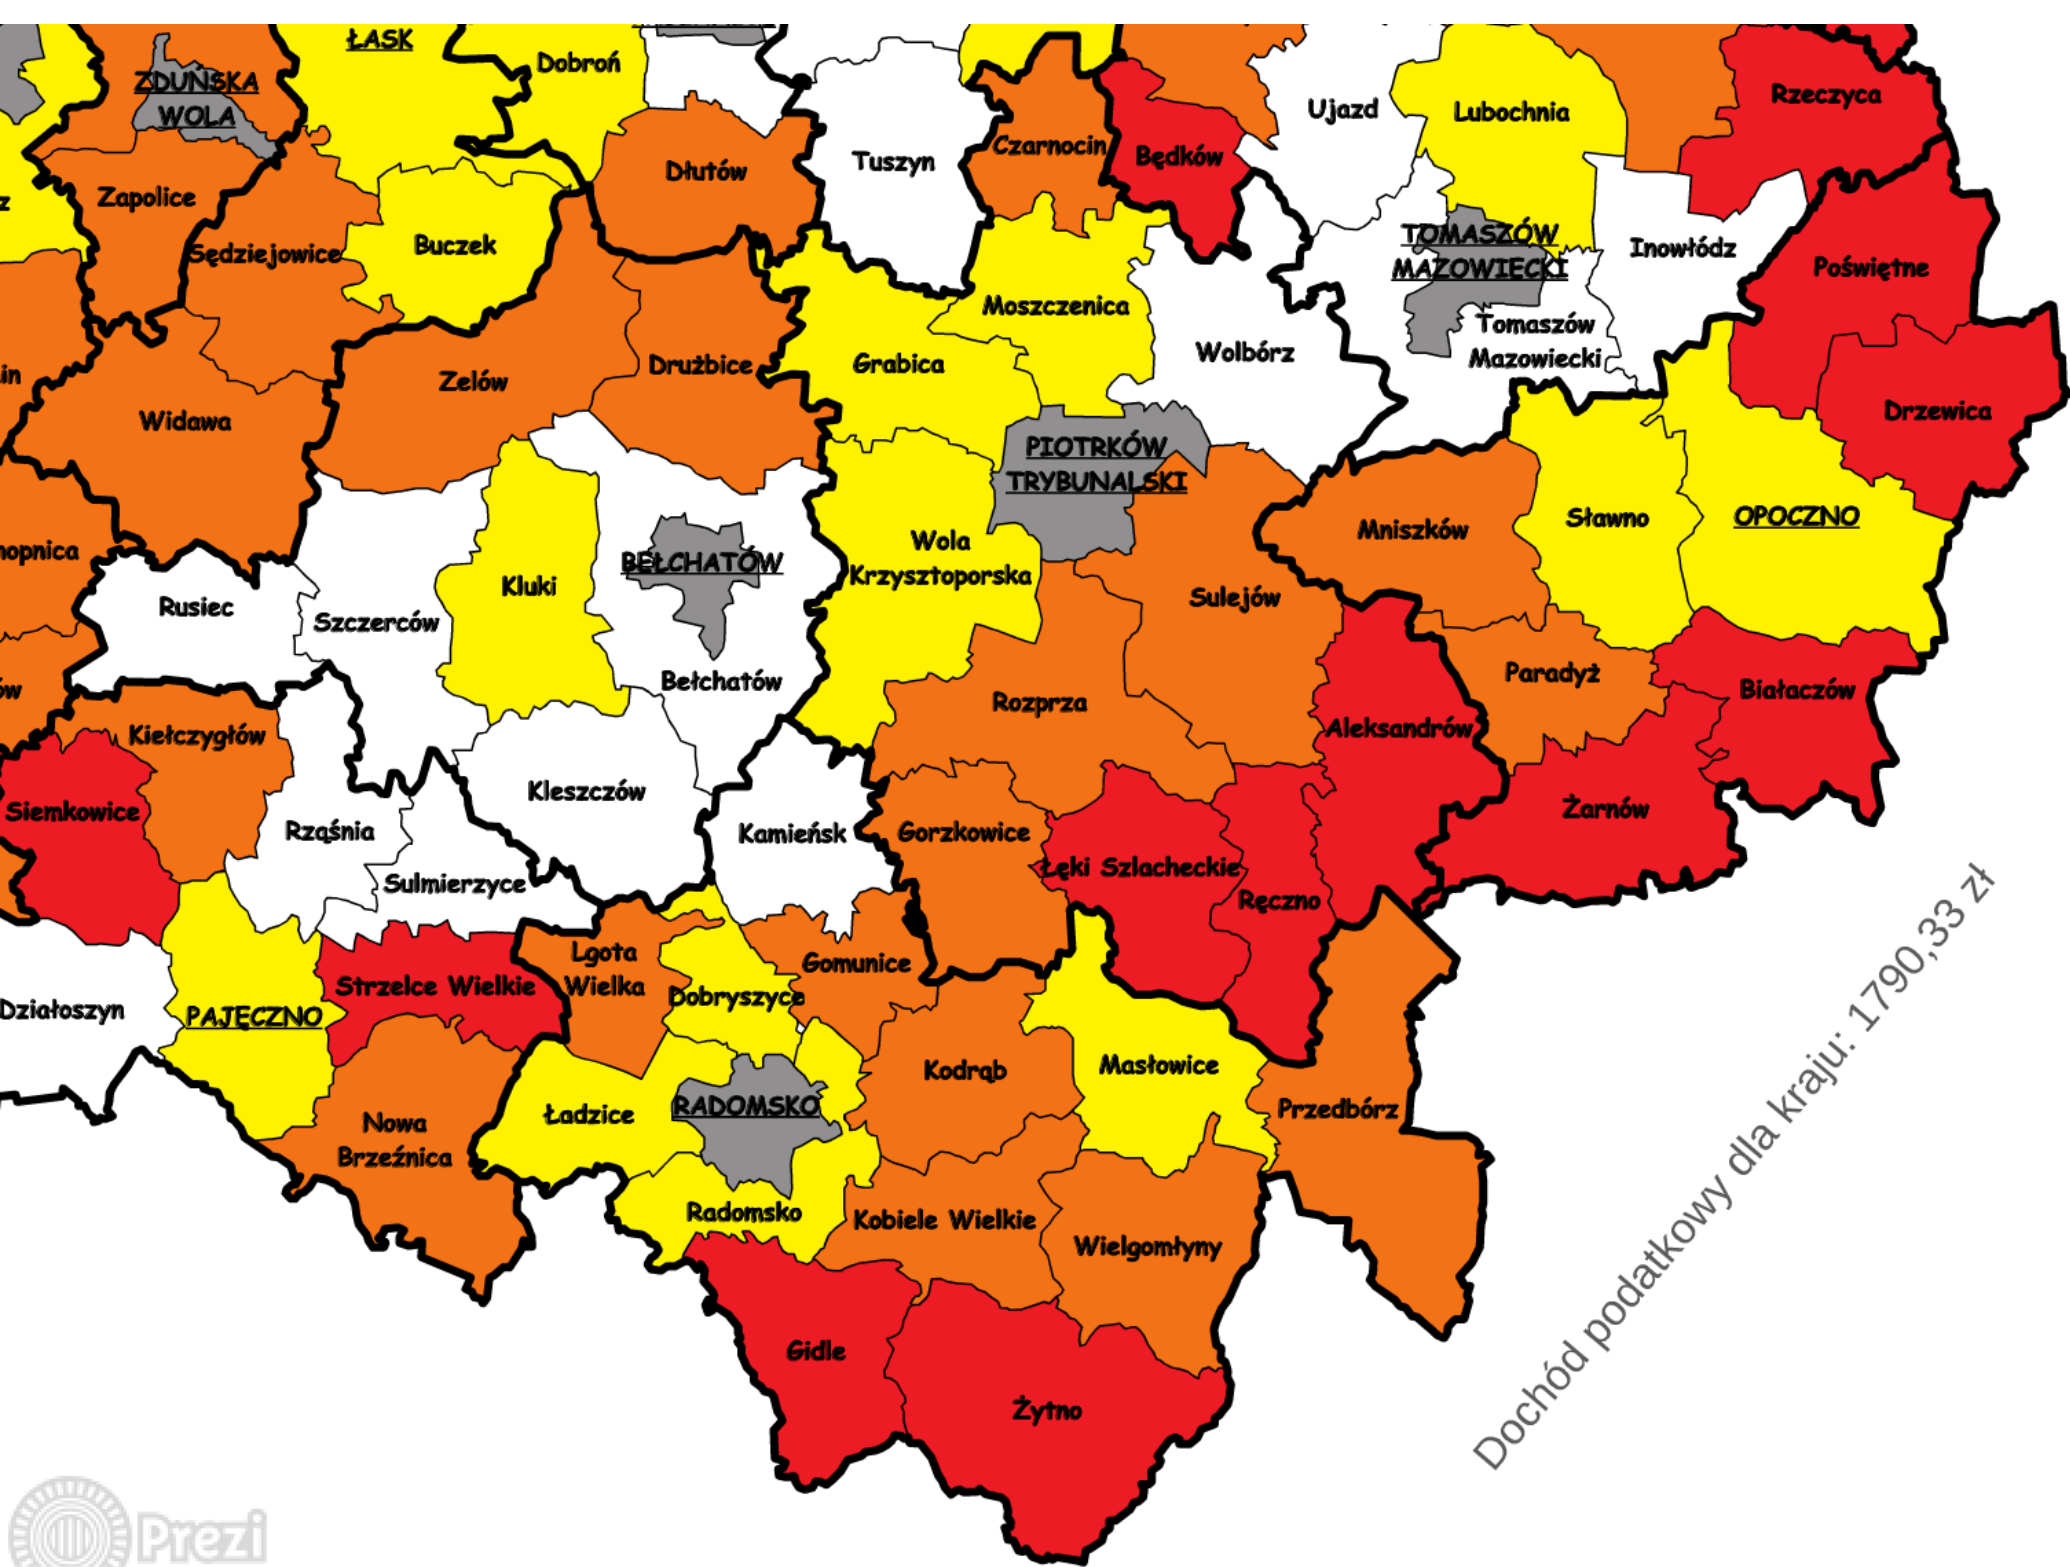 ŁASK
Dobroń
ZDUŃSKA
WOLA
Rzeczyca
Ujazd
Lubochnia
Czarnocin
Będków
Tuszyn
Dłutów
Zapolice
Sędziejowice
Buczek
TOMASZÓW
MAZOWIECKI
Inowłódz
Poświętne
Moszczenica
Tomaszów
Mazowiecki
Wolbórz
Grabica
Drużbice
Zelów
Widawa
Drzewica
PIOTRKÓW
TRYBUNALSKI
Sławno
OPOCZNO
Mniszków
Wola
Krzysztoporska
BEŁCHATÓW
Kluki
Sulejów
Rusiec
Szczerców
Bełchatów
Paradyż
Białaczów
Rozprza
Aleksandrów
Kiełczygłów
Kleszczów
Siemkowice
Rząśnia
Kamieńsk
Gorzkowice
Żarnów
Łęki Szlacheckie
Sulmierzyce
Ręczno
Lgota
Wielka
Gomunice
Strzelce Wielkie
Dobryszyce
Działoszyn
PAJĘCZNO
Kodrąb
Masłowice
Przedbórz
Ładzice
RADOMSKO
Nowa
Brzeźnica
Radomsko
Kobiele Wielkie
Wielgomłyny
Gidle
Żytno
Dochód podatkowy dla kraju: 1790,33 zł
Prezi